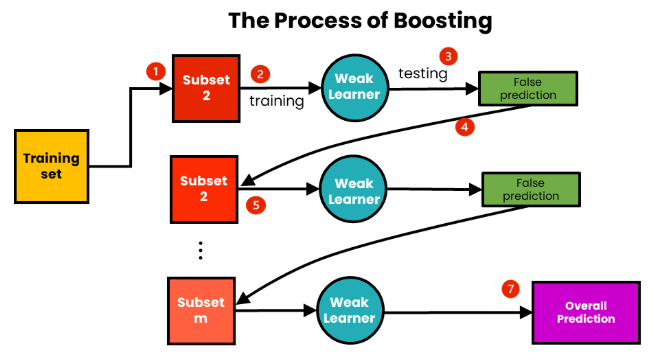 The Process of Boosting
1
2
3
Subset
2
training
Weak
Learner
testing
False
prediction
4
Training
set
Subset
2
5
Weak
Learner
False
prediction
Subset
m
Weak
Learner
7
Overall
Prediction